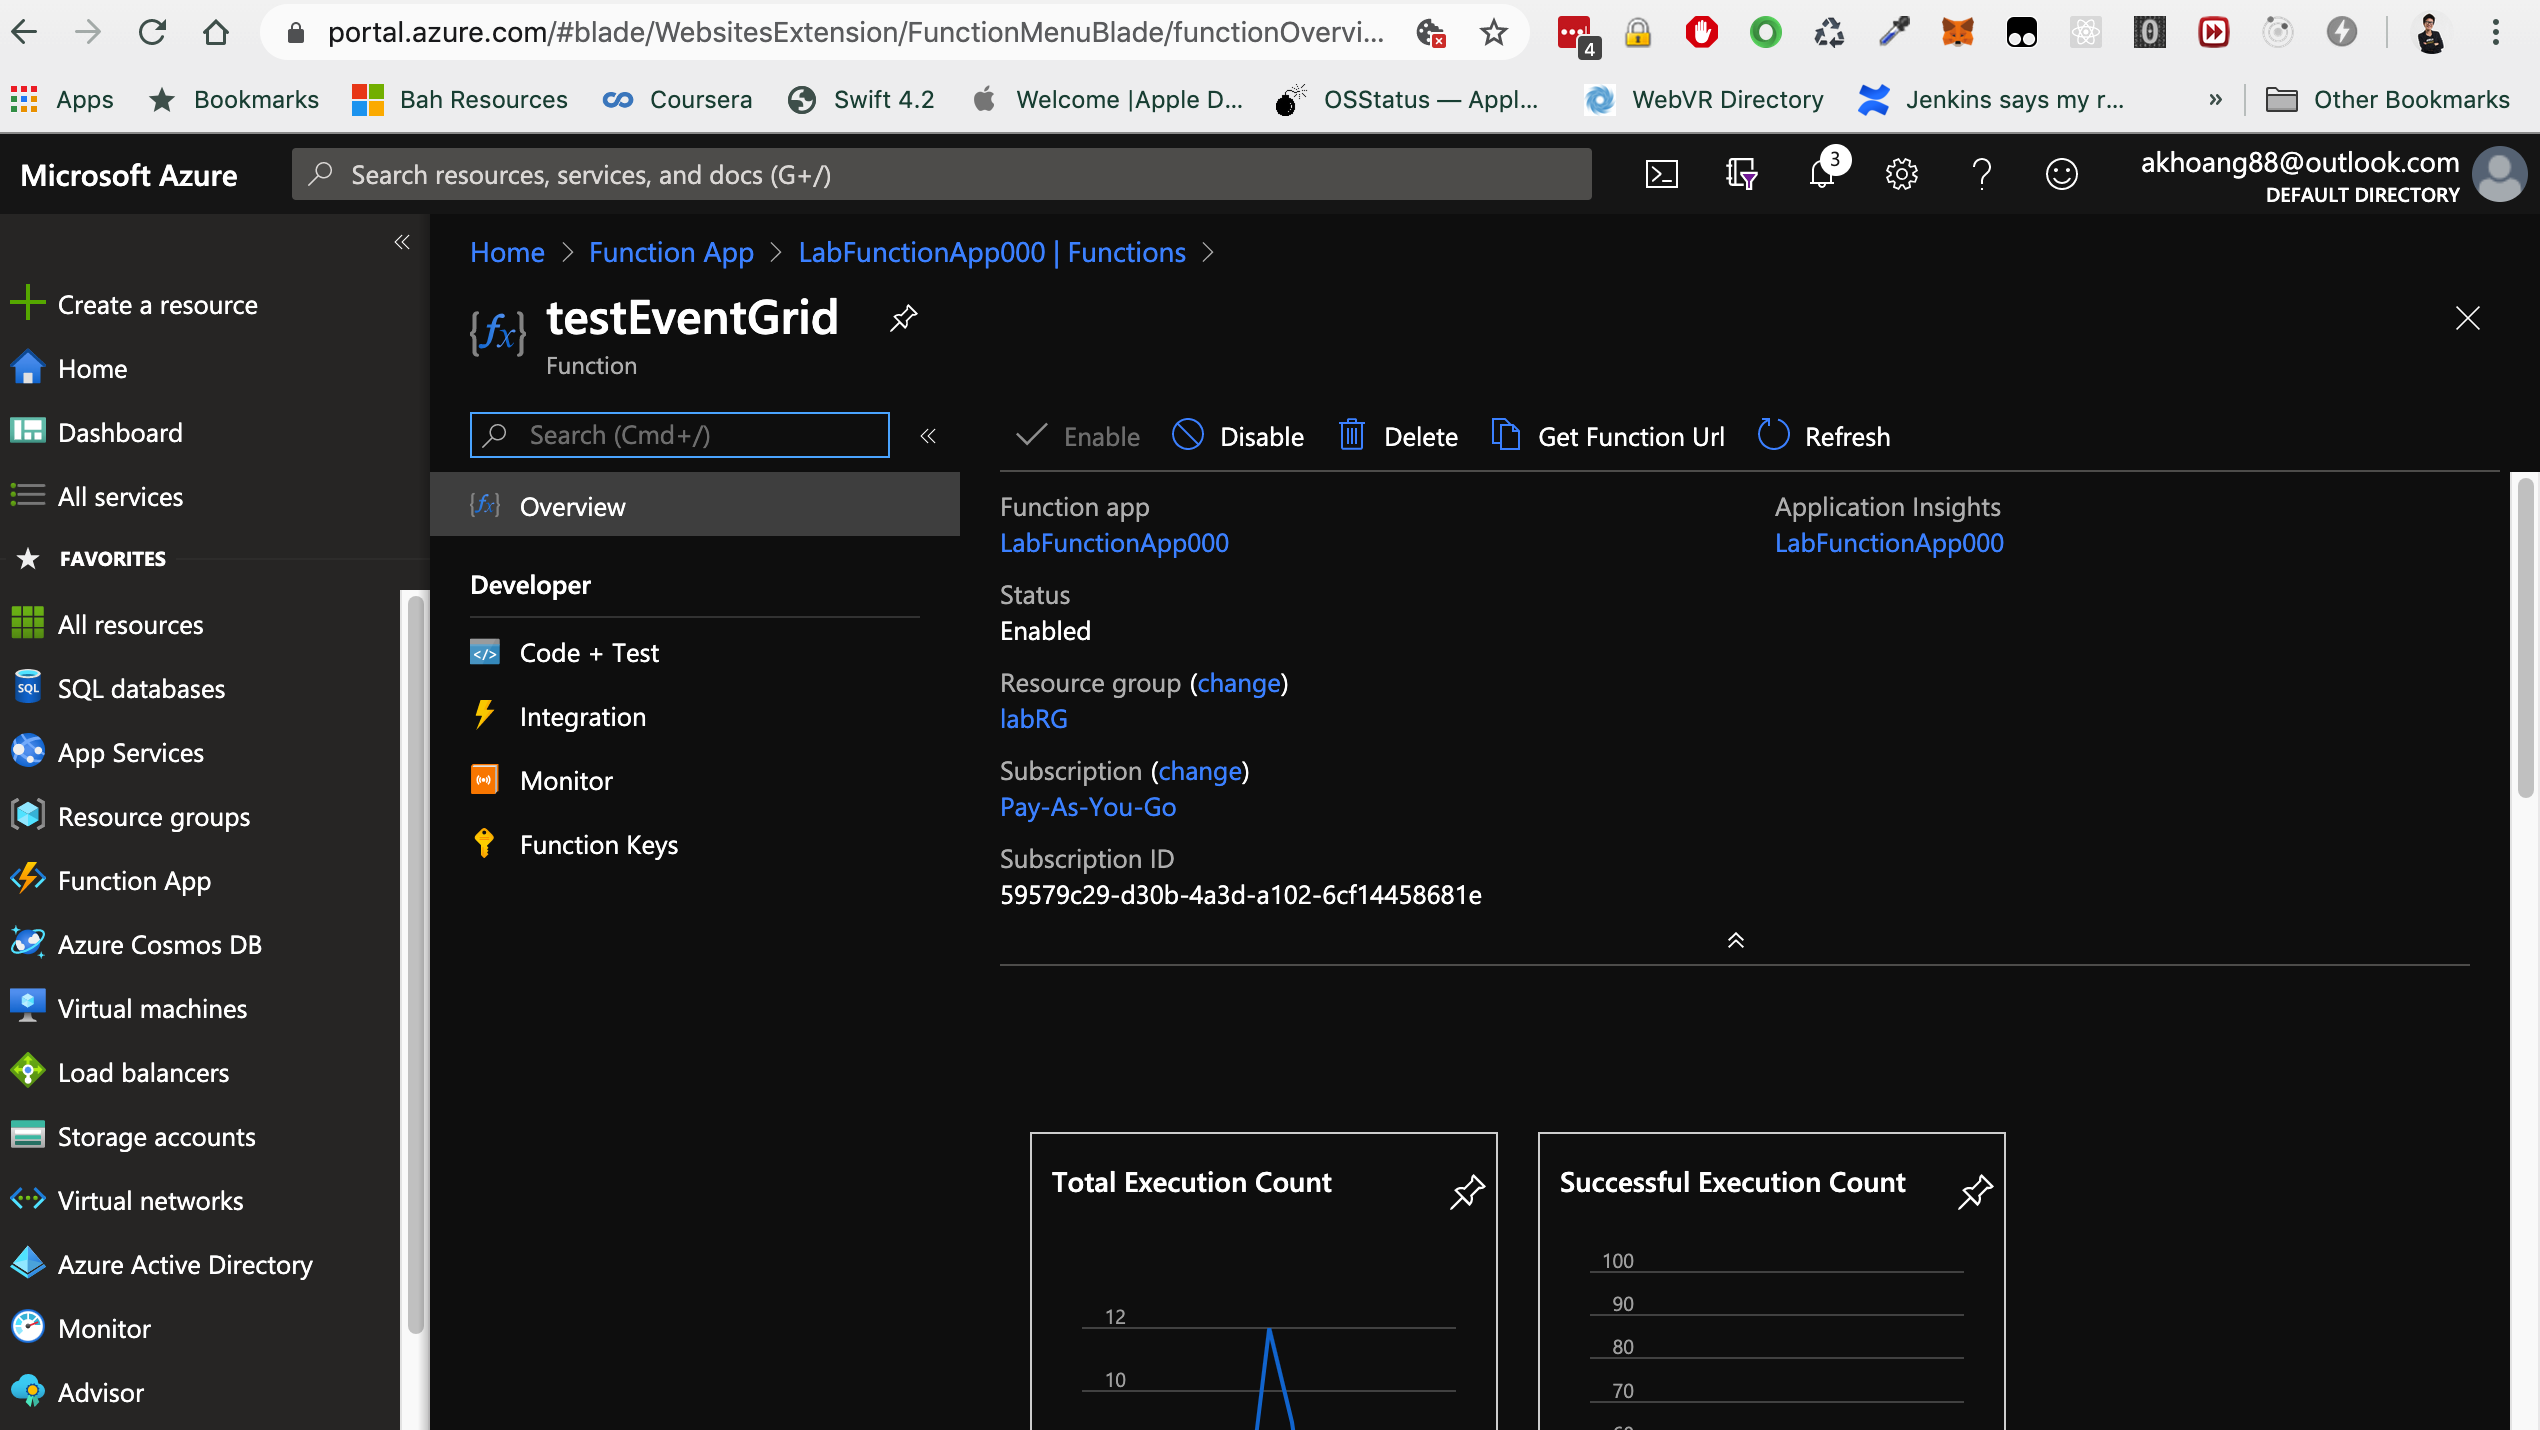 portal.azure.com/#blade/WebsitesExtension/FunctionMenuBlade/functionOvervi...
4
Apps
Bookmarks
Bah Resources
Coursera
Swift 4.2
Welcome |Apple D...
OSStatus — Appl...
WebVR Directory
Jenkins says my r...
»
Other Bookmarks
Microsoft Azure
Search resources, services, and docs (G+/)
3
akhoang88@outlook.com
DEFAULT DIRECTORY
Create a resource
Home
Dashboard
All services
FAVORITES
All resources
SQL
SQL databases
App Services
Resource groups
Function App
Azure Cosmos DB
Virtual machines
Load balancers
Storage accounts
Virtual networks
Azure Active Directory
Monitor
Advisor
Home > Function App > LabFunctionApp000 | Functions >
testEventGrid
Function
Search (Cmd+/)
Overview
Developer
Code + Test
Integration
Monitor
Function Keys
Enable
Disable
Delete
Get Function Url
Refresh
Function app
LabFunctionApp000
Status
Enabled
Resource group (change)
labRG
Subscription (change)
Pay-As-You-Go
Subscription ID
59579c29-d30b-4a3d-a102-6cf14458681e
Application Insights
LabFunctionApp000
Total Execution Count
12
10
Successful Execution Count
100
90
80
70